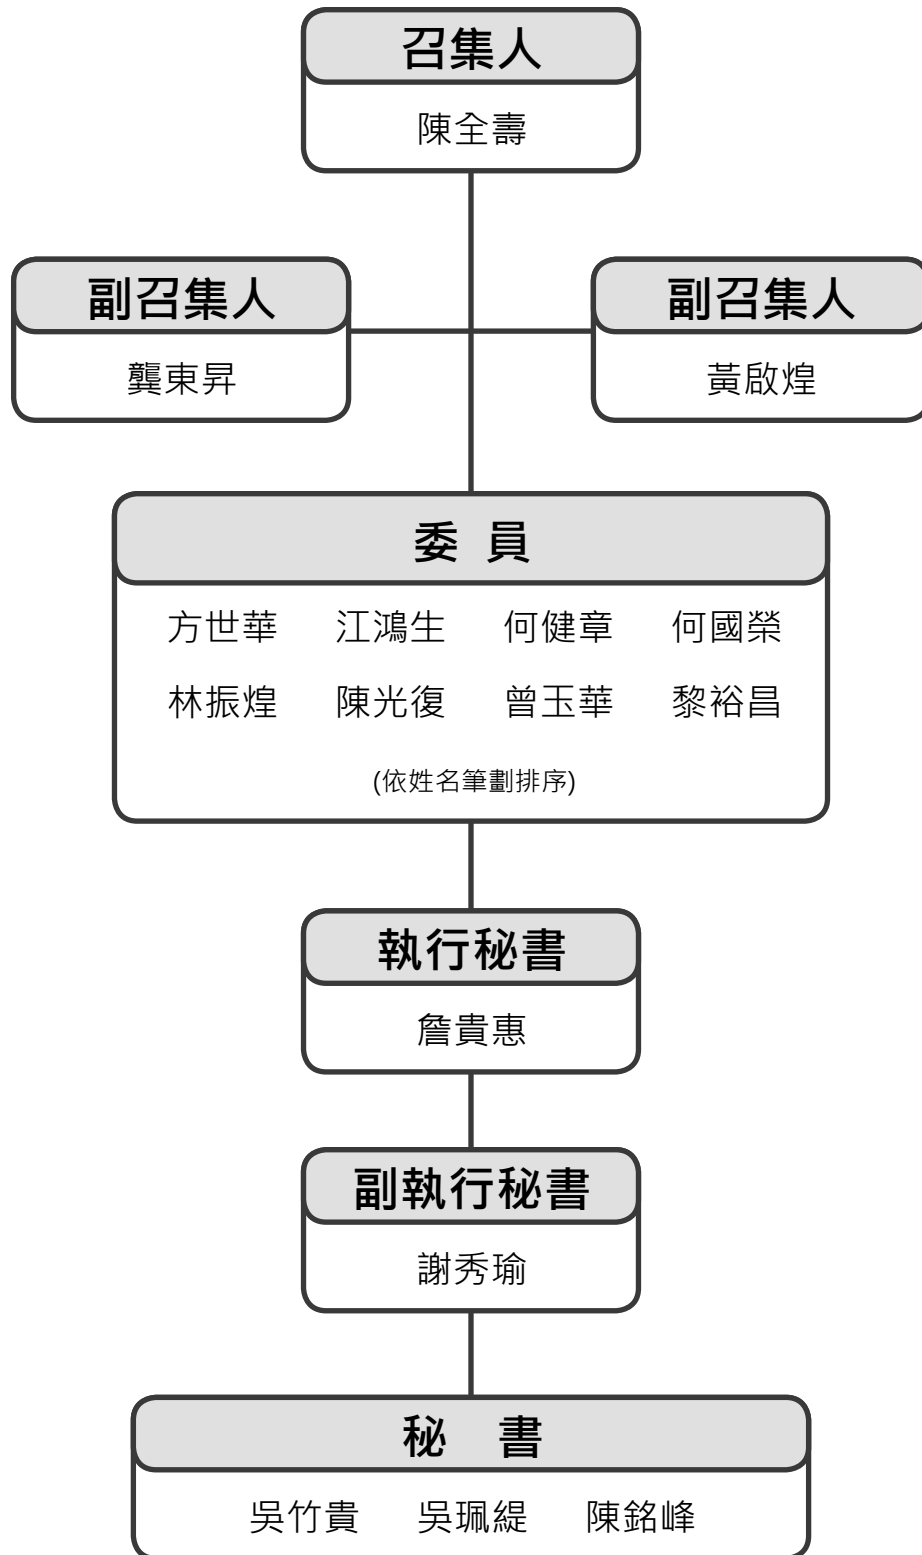 召集人
陳全壽
副召集人
龔東昇
副召集人
黃啟煌
委 員
方世華 江鴻生 何健章 何國榮
林振煌 陳光復 曾玉華 黎裕昌
(依姓名筆劃排序)
執行秘書
詹貴惠
副執行秘書
謝秀瑜
秘 書
吳竹貴 吳珮緹 陳銘峰